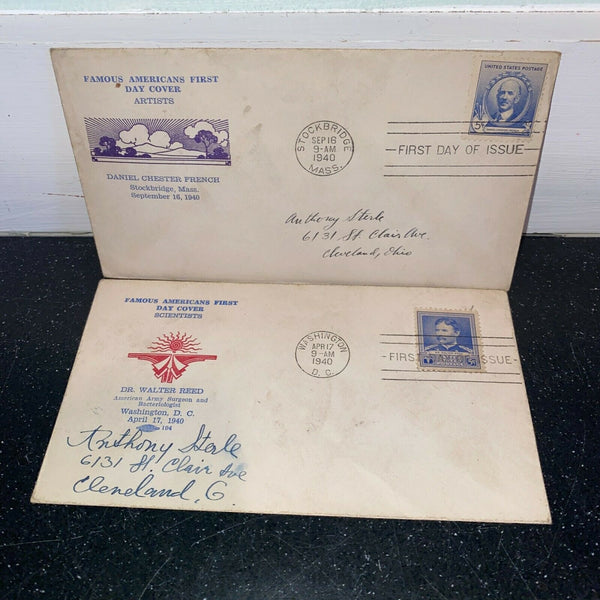 FAMOUS AMERICANS FIRST
DAY COVER
ARTISTS
DANIEL CHESTER FRENCH
Stockbridge, Mass.
September 16, 1940
STOCKBRIDGE
SEP 16
9-AM
1940
MASS.
UNITED STATES POSTAGE
5
FIRST DAY OF ISSUE
Anthony Sterle
6131 St. Clair Ave.
Cleveland, Ohio
FAMOUS AMERICANS FIRST
DAY COVER
SCIENTISTS
DR. WALTER REED
American Army Surgeon and
Bacteriologist
Washington, D. C.
April 17, 1940
104
WASHINGTON
APR 17
9-AM
1940
D. C.
FIRST DAY OF ISSUE
Anthony Sterle
6131 St. Clair Ave
Cleveland, O